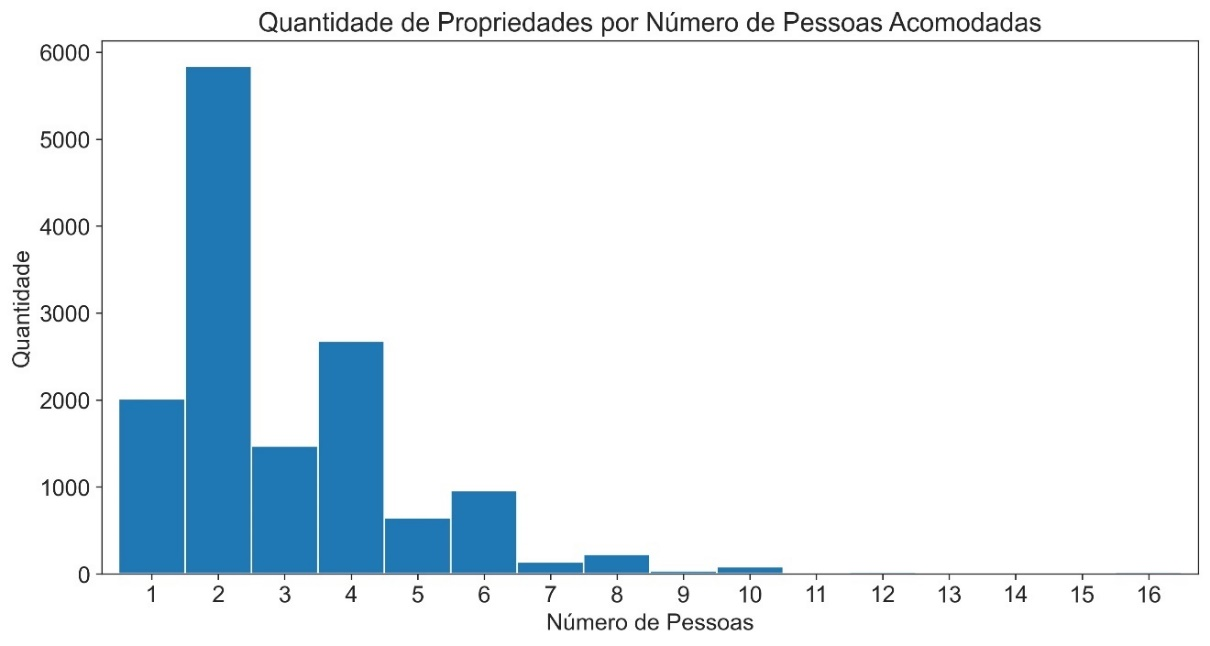 Quantidade de Propriedades por Número de Pessoas Acomodadas
6000
5000
4000
3000
2000
1000
0
Quantidade
1 2 3 4 5 6 7 8 9 10 11 12 13 14 15 16
Número de Pessoas